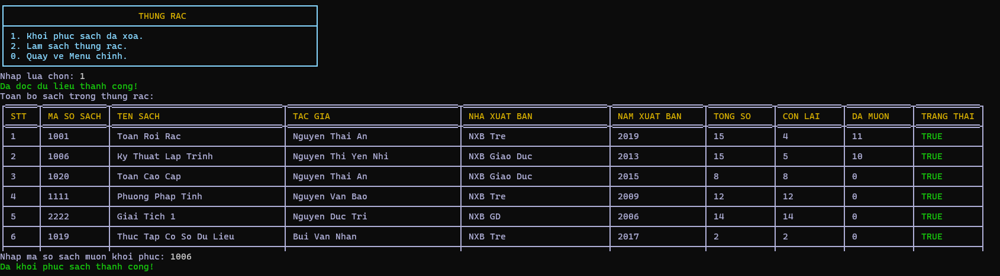 THUNG RAC
1. Khoi phuc sach da xoa.
2. Lam sach thung rac.
0. Quay ve Menu chinh.
Nhap lua chon: 1
Da doc du lieu thanh cong!
Toan bo sach trong thung rac:
STT MA SO SACH TEN SACH TAC GIA NHA XUAT BAN NAM XUAT BAN TONG SO CON LAI DA MUON TRANG THAI
1 1001 Toan Roi Rac Nguyen Thai An NXB Tre 2019 15 4 11 TRUE
2 1006 Ky Thuat Lap Trinh Nguyen Thi Yen Nhi NXB Giao Duc 2013 15 5 10 TRUE
3 1020 Toan Cao Cap Nguyen Thai An NXB Giao Duc 2015 8 8 0 TRUE
4 1111 Phuong Phap Tinh Nguyen Van Bao NXB Tre 2009 12 12 0 TRUE
5 2222 Giai Tich 1 Nguyen Duc Tri NXB GD 2006 14 14 0 TRUE
6 1019 Thuc Tap Co So Du Lieu Bui Van Nhan NXB Tre 2017 2 2 0 TRUE
Nhap ma so sach muon khoi phuc: 1006
Da khoi phuc sach thanh cong!